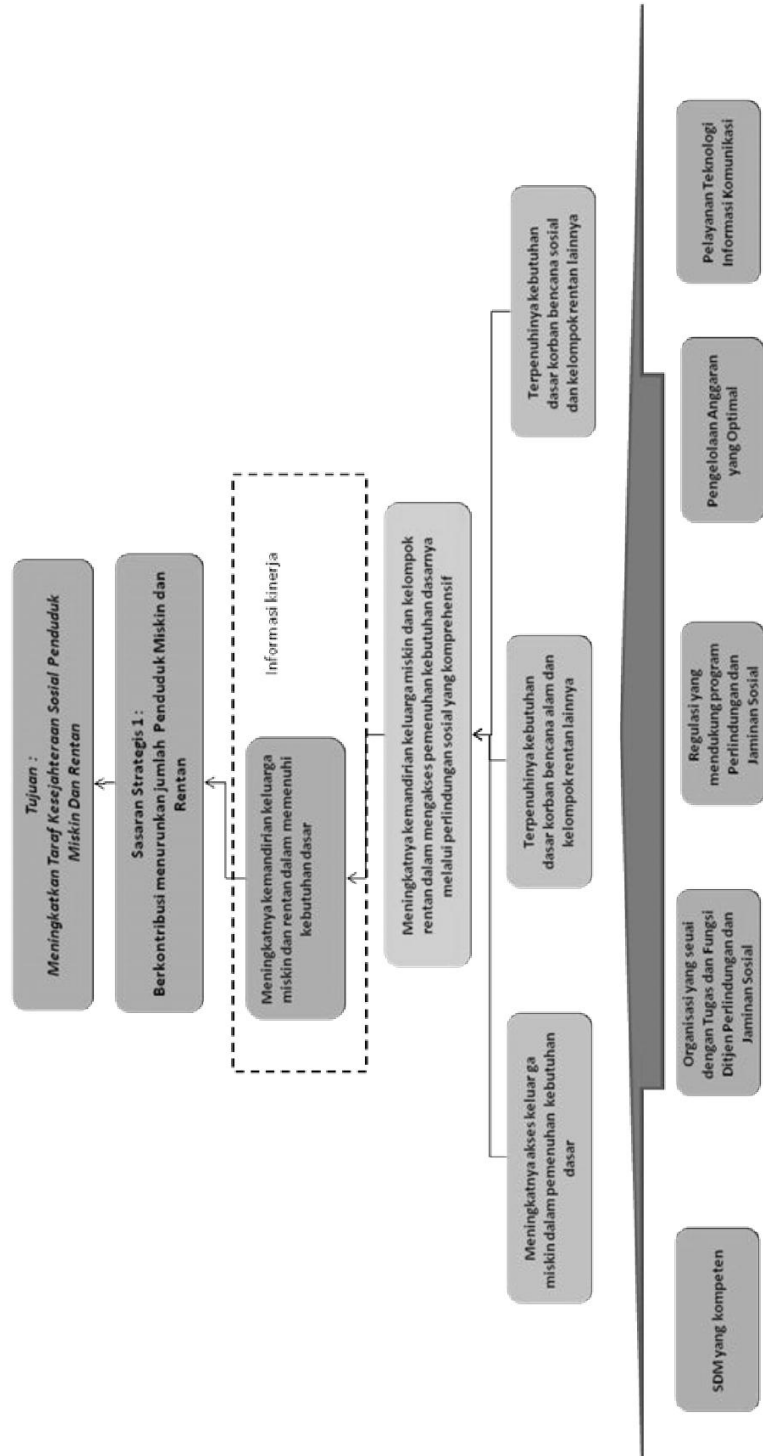 Tujuan :
Meningkatkan Taraf Kesejahteraan Sosial Penduduk
Miskin Dan Rentan
Sasaran Strategis 1 :
Berkontribusi menurunkan jumlah Penduduk Miskin dan
Rentan
Meningkatnya kemandirian keluarga
miskin dan rentan dalam memenuhi
kebutuhan dasar
Informasi kinerja
Meningkatnya kemandirian keluarga miskin dan kelompok
rentan dalam mengakses pemenuhan kebutuhan dasarnya
melalui perlindungan sosial yang komprehensif
Meningkatnya akses keluarga
miskin dalam pemenuhan kebutuhan
dasar
Terpenuhinya kebutuhan
dasar korban bencana alam dan
kelompok rentan lainnya
Terpenuhinya kebutuhan
dasar korban bencana sosial
dan kelompok rentan lainnya
SDM yang kompeten
Organisasi yang seuai
dengan Tugas dan Fungsi
Ditjen Perlindungan dan
Jaminan Sosial
Regulasi yang
mendukung program
Perlindungan dan
Jaminan Sosial
Pengelolaan Anggaran
yang Optimal
Pelayanan Teknologi
Informasi Komunikasi